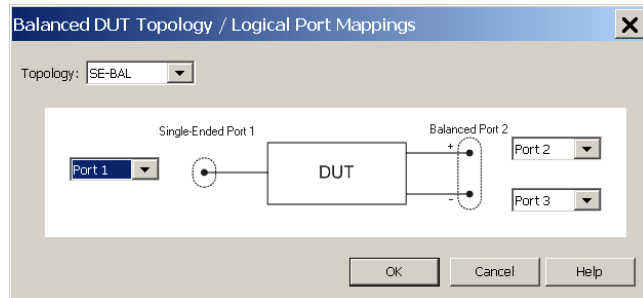 Balanced DUT Topology / Logical Port Mappings
Topology: SE-BAL
Single-Ended Port 1
Balanced Port 2
Port 1
DUT
+
-
Port 2
Port 3
OK
Cancel
Help